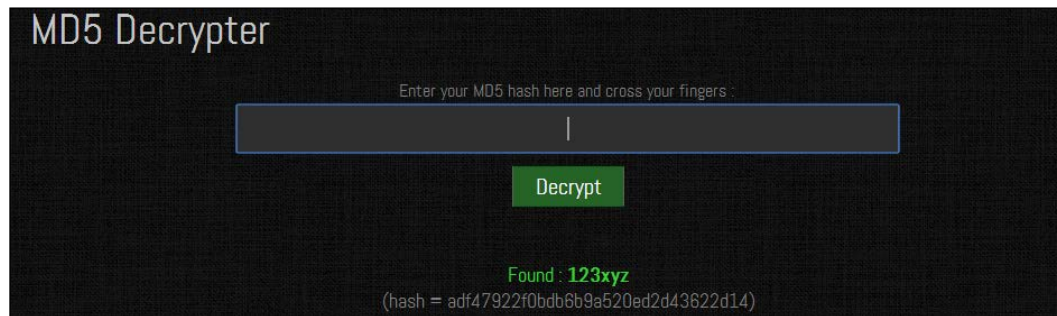 MD5 Decrypter
Enter your MD5 hash here and cross your fingers :
Decrypt
Found : 123xyz
(hash = adf47922f0bdb6b9a520ed2d43622d14)